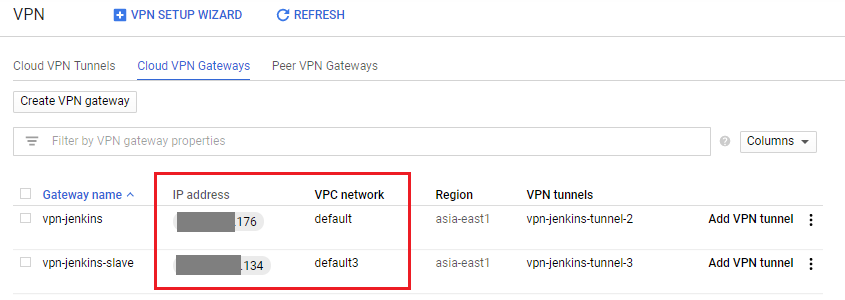 VPN VPN SETUP WIZARD REFRESH
Cloud VPN Tunnels Cloud VPN Gateways Peer VPN Gateways
Create VPN gateway
Filter by VPN gateway properties ? Columns
Gateway name IP address VPC network Region VPN tunnels
vpn-jenkins .176 default asia-east1 vpn-jenkins-tunnel-2 Add VPN tunnel
vpn-jenkins-slave .134 default3 asia-east1 vpn-jenkins-tunnel-3 Add VPN tunnel